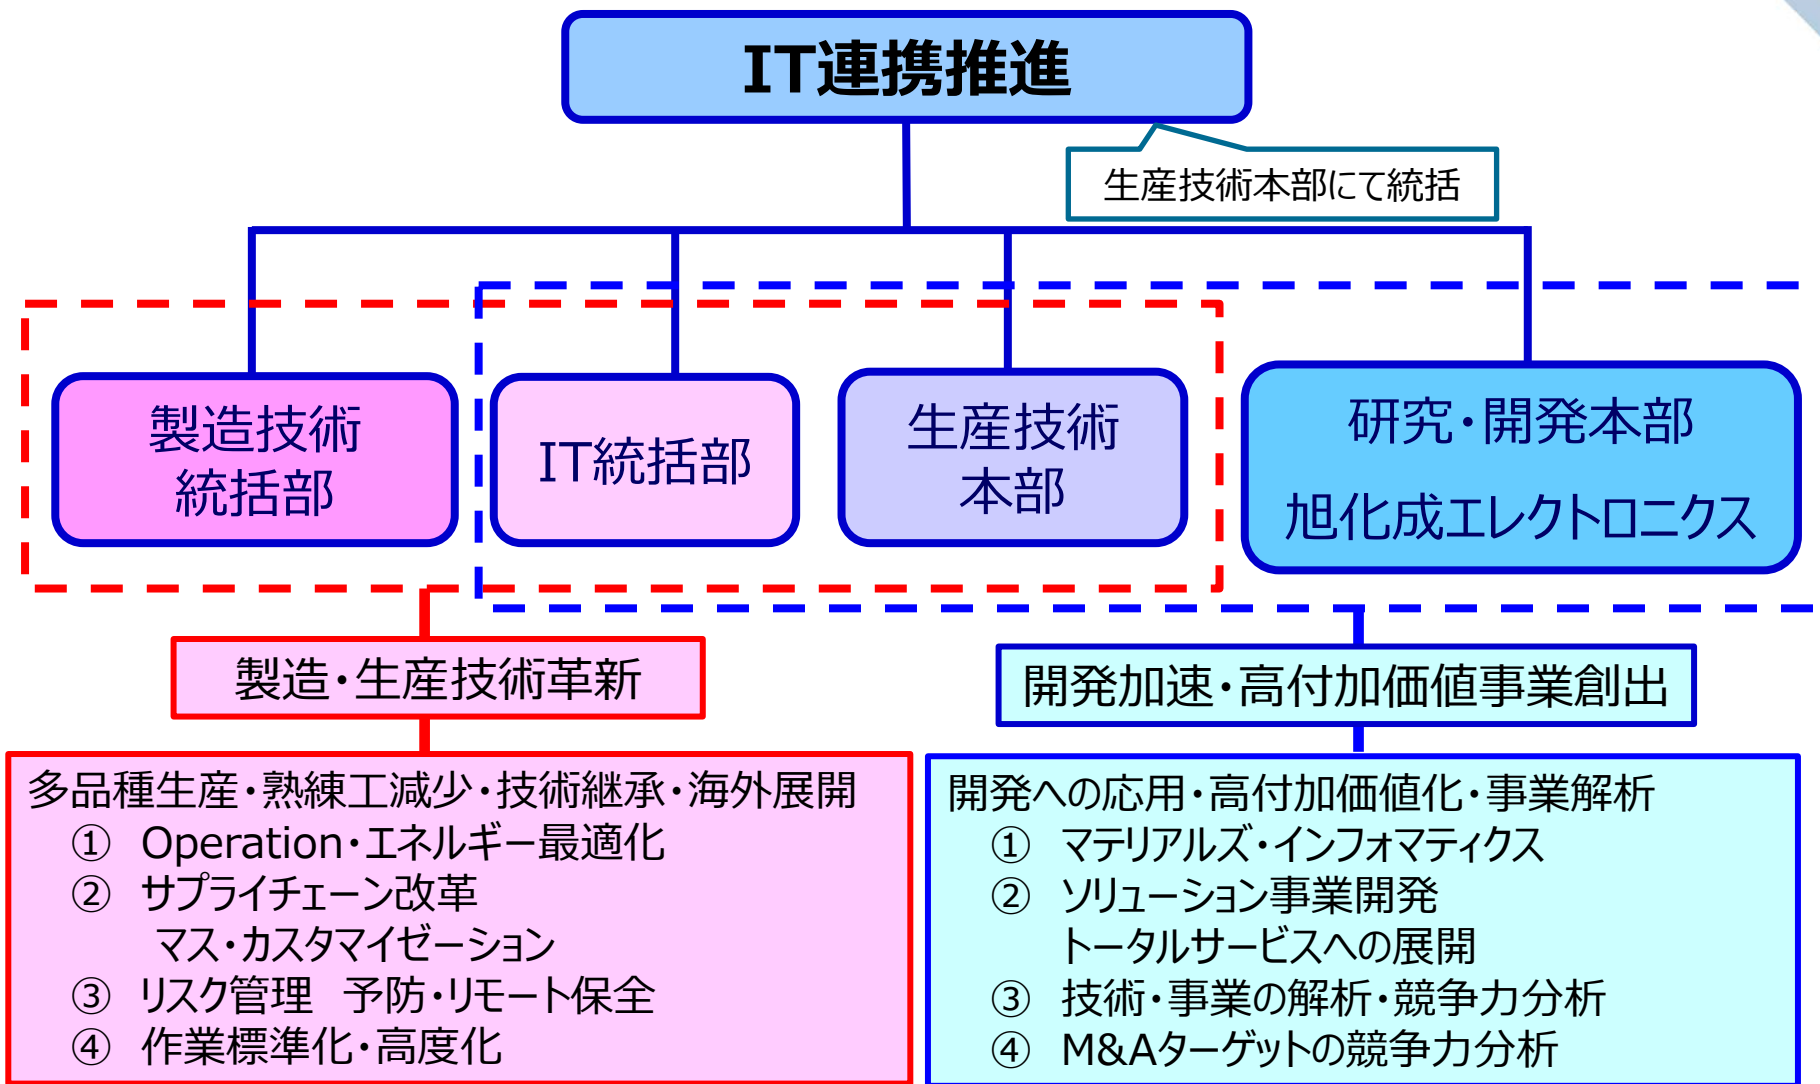 IT連携推進
生産技術本部にて統括
製造技術
統括部
IT統括部
生産技術
本部
研究・開発本部
旭化成エレクトロニクス
製造・生産技術革新
開発加速・高付加価値事業創出
多品種生産・熟練工減少・技術継承・海外展開
① Operation・エネルギー最適化
② サプライチェーン改革
マス・カスタマイゼーション
③ リスク管理　予防・リモート保全
④ 作業標準化・高度化
開発への応用・高付加価値化・事業解析
① マテリアルズ・インフォマティクス
② ソリューション事業開発
トータルサービスへの展開
③ 技術・事業の解析・競争力分析
④ M&Aターゲットの競争力分析